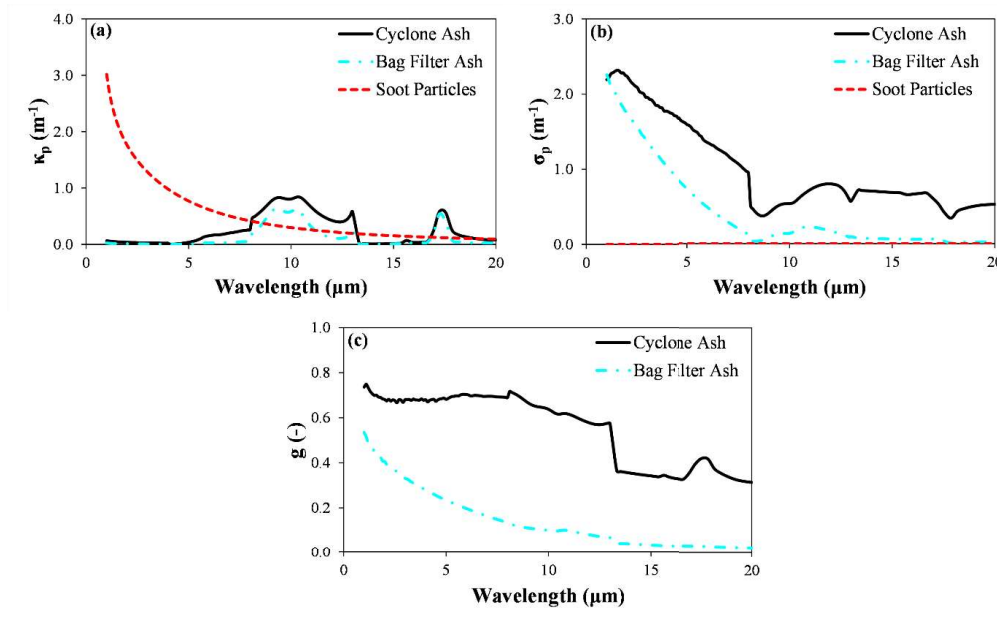 (a)
4.0
3.0
2.0
1.0
0.0
κp (m-1)
Cyclone Ash
Bag Filter Ash
Soot Particles
0 5 10 15 20
Wavelength (μm)
(b)
3.0
2.0
1.0
0.0
σp (m-1)
Cyclone Ash
Bag Filter Ash
Soot Particles
0 5 10 15 20
Wavelength (μm)
(c)
1.0
0.8
0.6
0.4
0.2
0.0
g (-)
Cyclone Ash
Bag Filter Ash
0 5 10 15 20
Wavelength (μm)